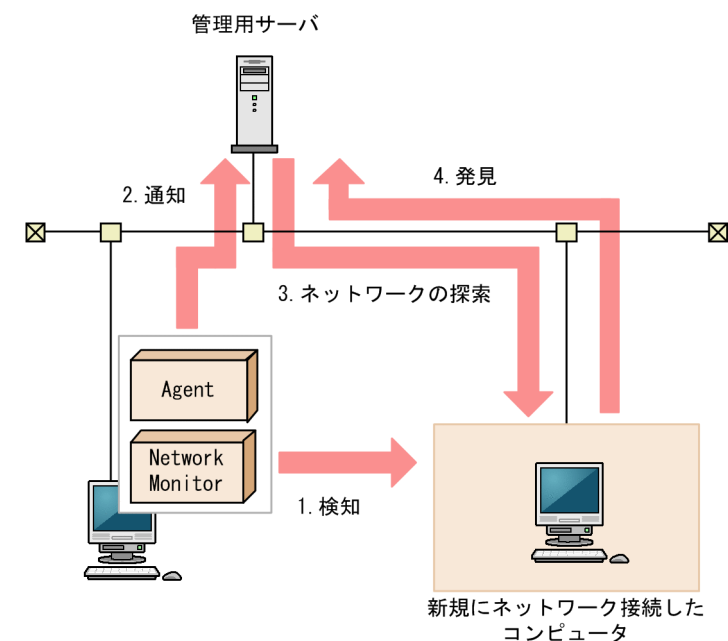 管理用サーバ
2.通知
4.発見
3.ネットワークの探索
Agent
Network
Monitor
1.検知
新規にネットワーク接続した
コンピュータ